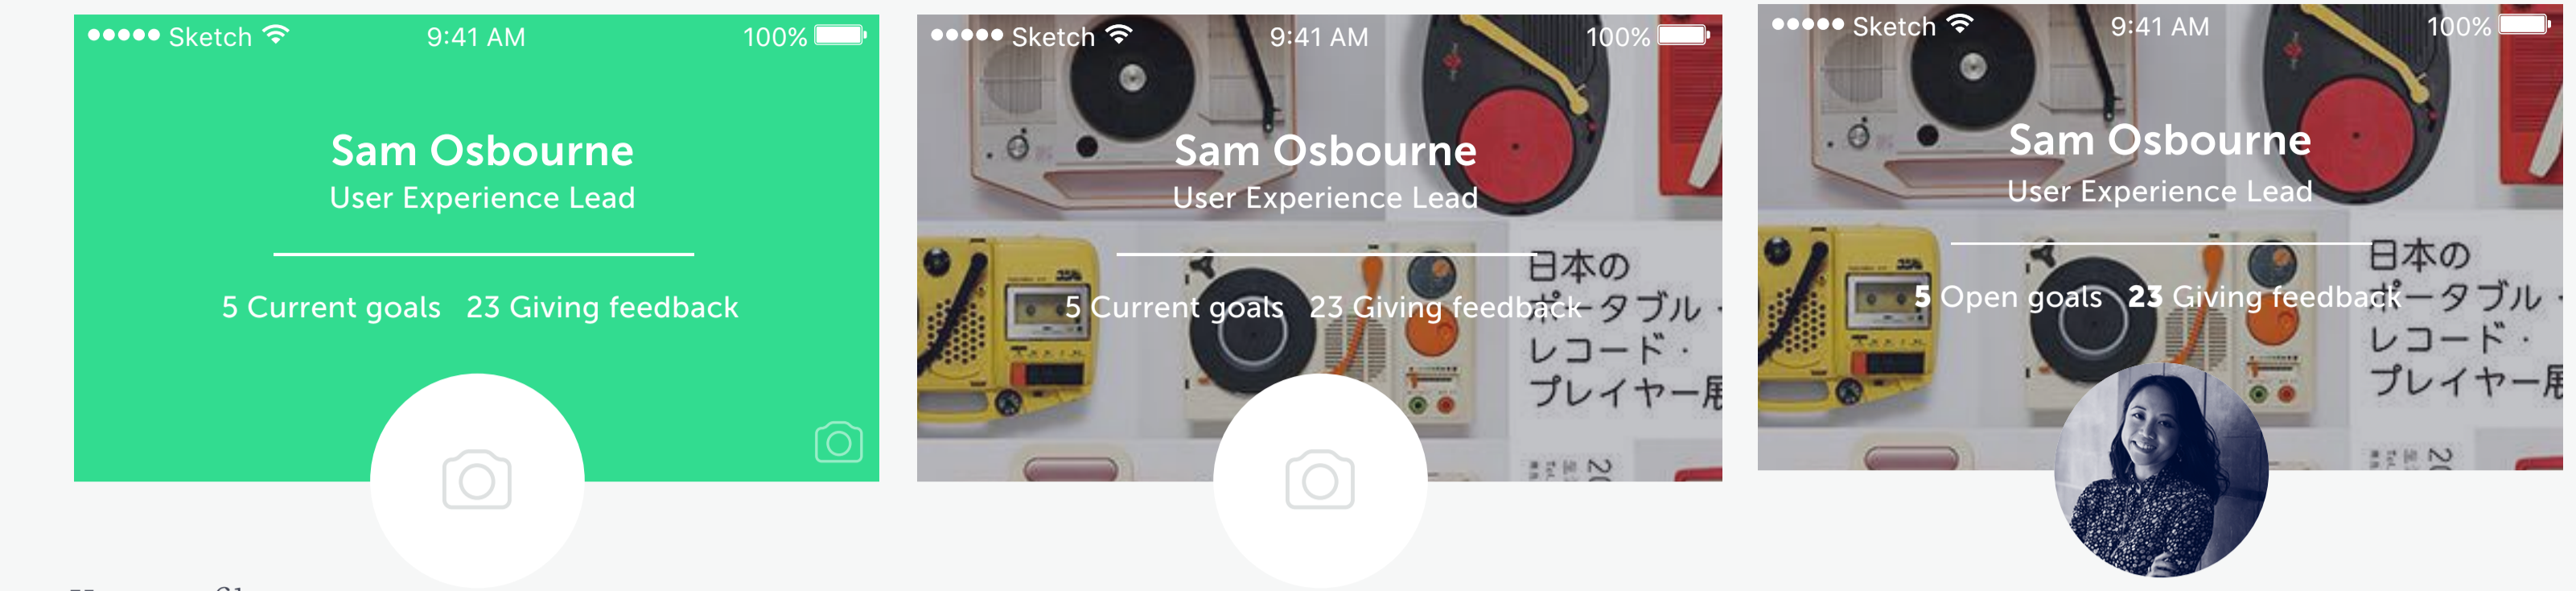 Sketch 9:41 AM 100%
Sam Osbourne
User Experience Lead
5 Current goals 23 Giving feedback
Sketch 9:41 AM 100%
Sam Osbourne
User Experience Lead
5 Current goals 23 Giving feedback
日本の
ポータブル・
レコード・
プレイヤー展
20
Sketch 9:41 AM 100%
Sam Osbourne
User Experience Lead
5 Open goals 23 Giving feedback
日本の
ポータブル・
レコード・
プレイヤー展
20